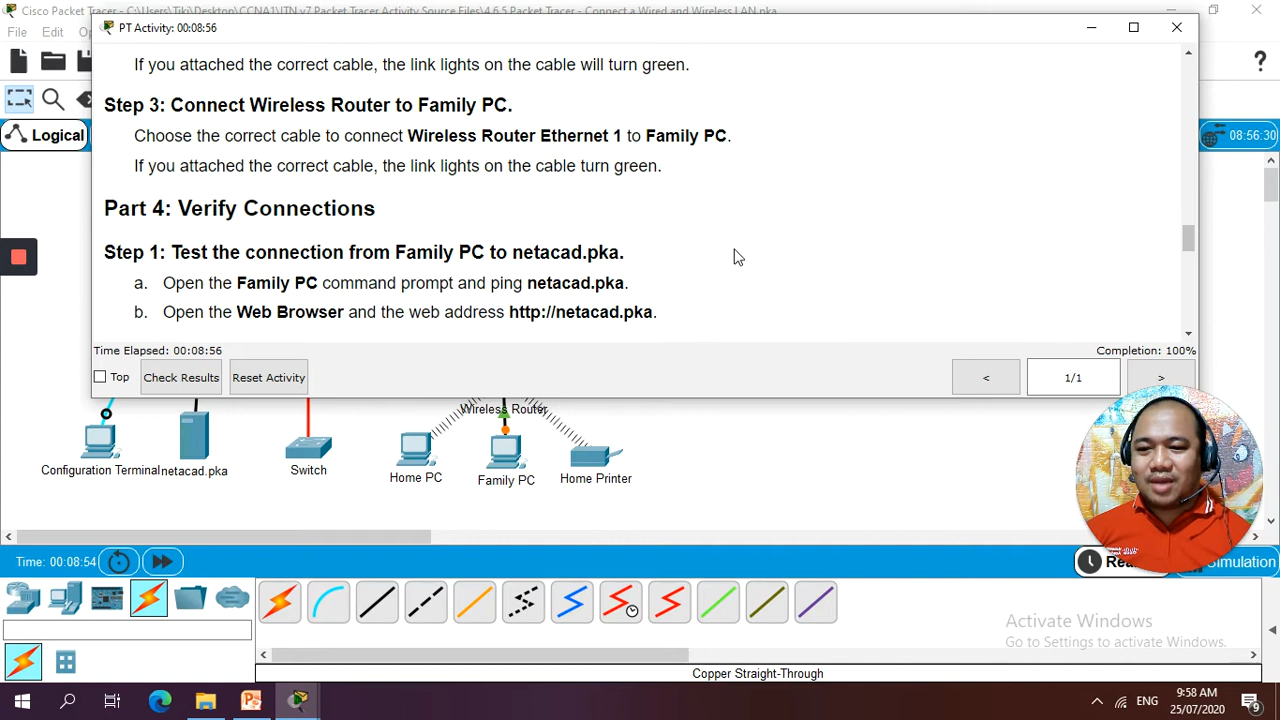 Cisco Packet Tracer - C:\Users\Tiki\Desktop\CCNA1\ITN v7 Packet Tracer Activity Source Files\4.6.5 Packet Tracer - Connect a Wired and Wireless LAN.pka
File Edit
PT Activity: 00:08:56
If you attached the correct cable, the link lights on the cable will turn green.
Step 3: Connect Wireless Router to Family PC.
Choose the correct cable to connect Wireless Router Ethernet 1 to Family PC.
If you attached the correct cable, the link lights on the cable turn green.
Part 4: Verify Connections
Step 1: Test the connection from Family PC to netacad.pka.
a. Open the Family PC command prompt and ping netacad.pka.
b. Open the Web Browser and the web address http://netacad.pka.
Logical
08:56:30
Time Elapsed: 00:08:56
Completion: 100%
Top
Check Results
Reset Activity
<
1/1
>
Wireless Router
Configuration Terminal
netacad.pka
Switch
Home PC
Family PC
Home Printer
Time: 00:08:54
Simulation
Activate Windows
Go to Settings to activate Windows.
Copper Straight-Through
ENG
9:58 AM
25/07/2020
9